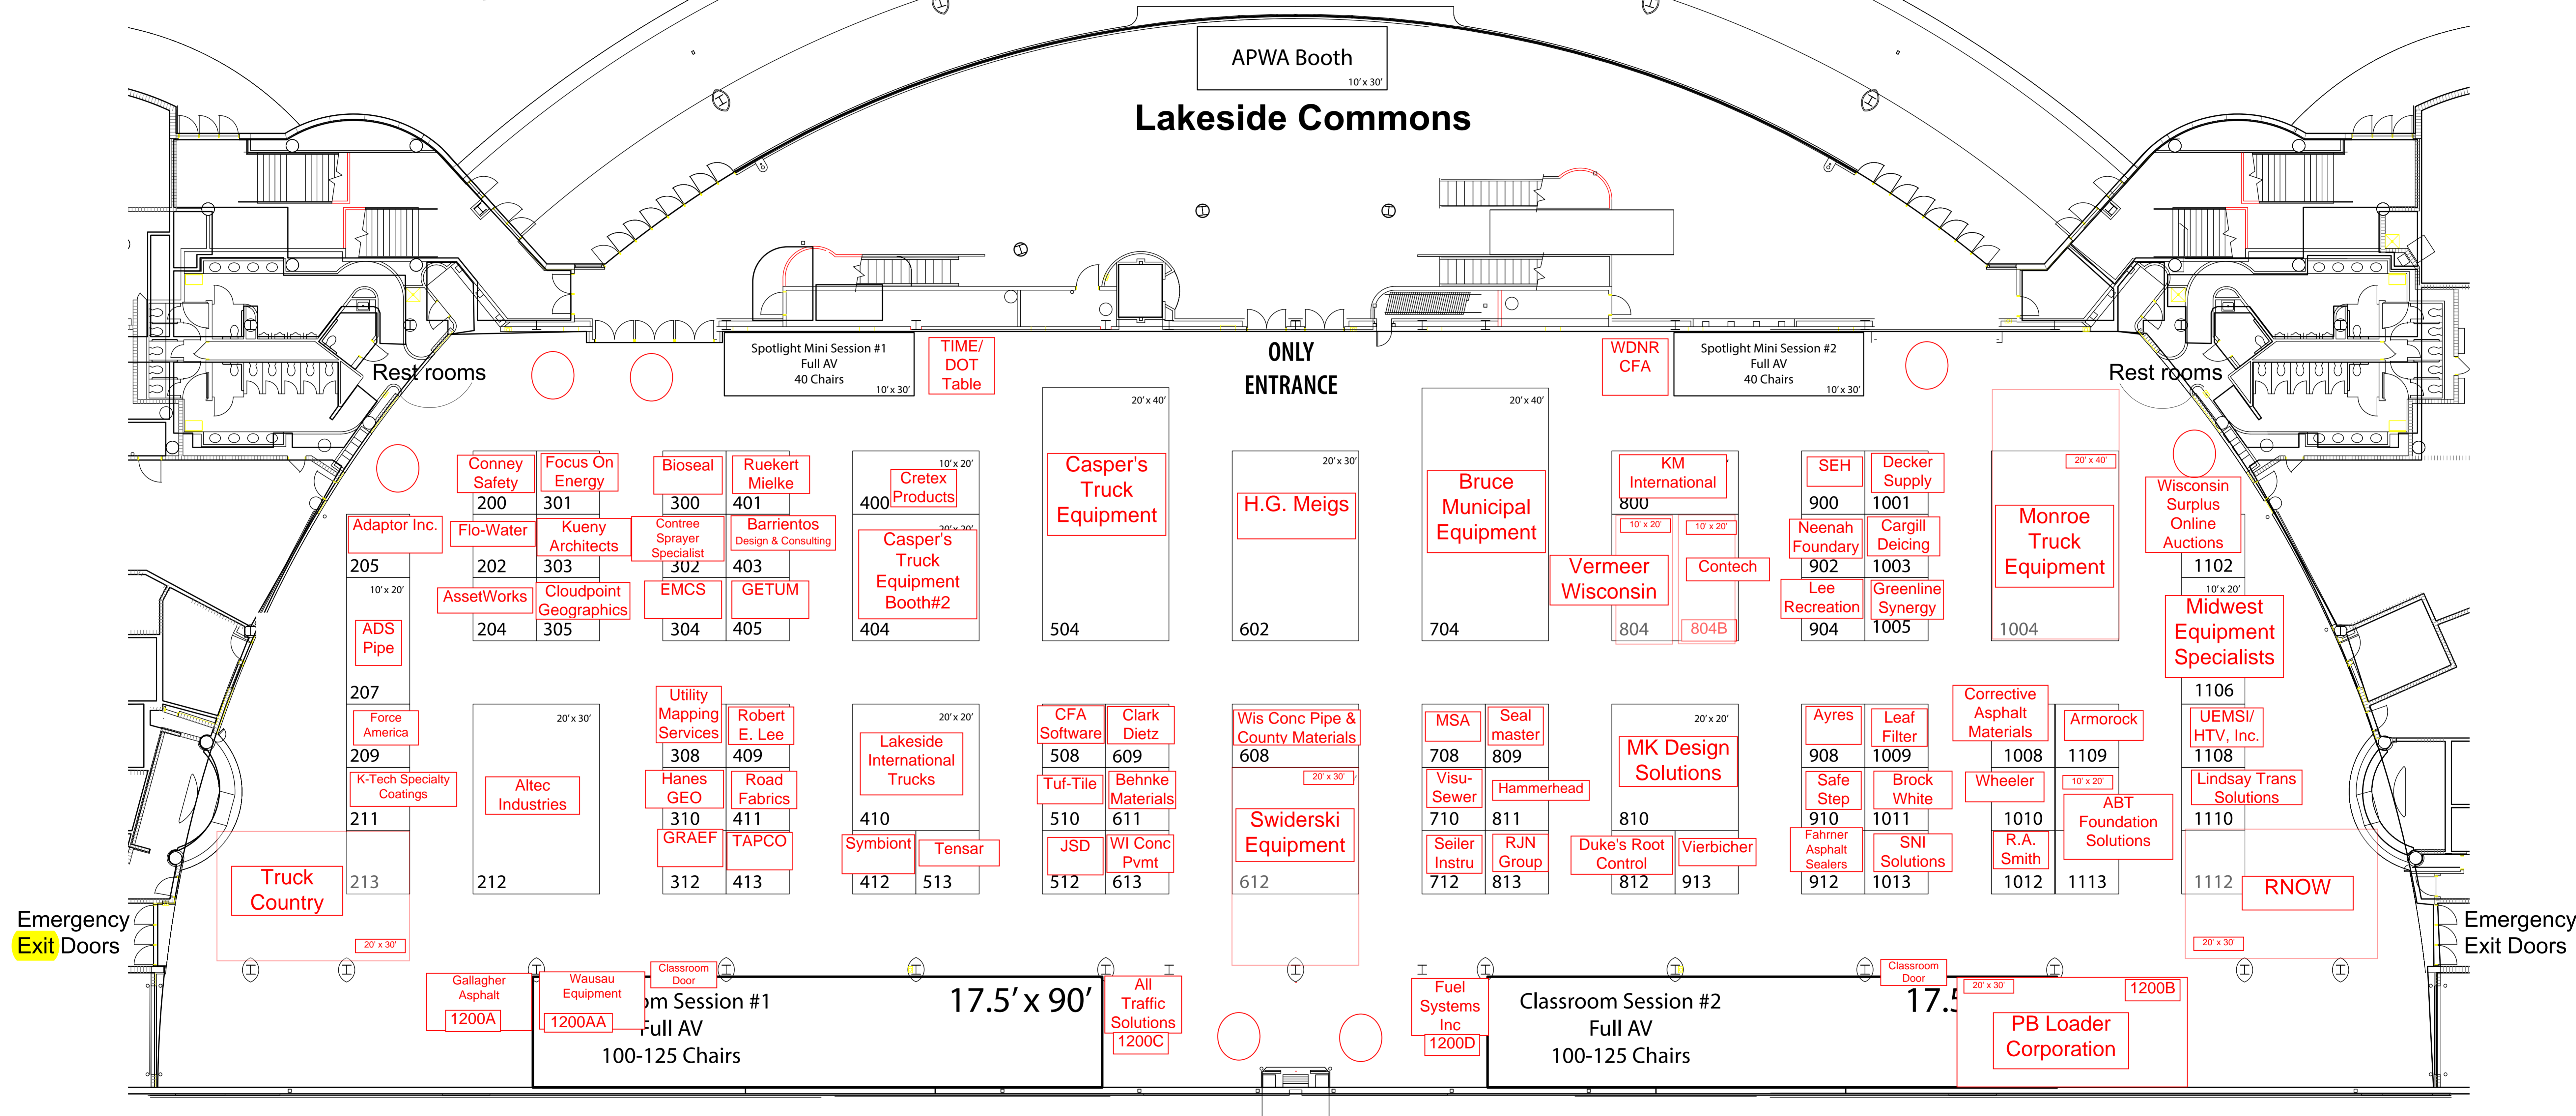 APWA Booth
10' x 30'
Lakeside Commons
Rest rooms
Spotlight Mini Session #1
Full AV
40 Chairs
10' x 30'
TIME/
DOT
Table
ONLY
ENTRANCE
WDNR
CFA
Spotlight Mini Session #2
Full AV
40 Chairs
10' x 30'
Rest rooms
Adaptor Inc.
205
10' x 20'
ADS
Pipe
207
Force
America
209
K-Tech Specialty
Coatings
211
213
Truck
Country
20' x 30'
Conney
Safety
200
Focus On
Energy
301
Flo-Water
202
Kueny
Architects
303
AssetWorks
204
Cloudpoint
Geographics
305
20' x 30'
Altec
Industries
212
Bioseal
300
Ruekert
Mielke
401
Contree
Sprayer
Specialist
302
Barrientos
Design & Consulting
403
EMCS
304
GETUM
405
Utility
Mapping
Services
308
Robert
E. Lee
409
Hanes
GEO
310
Road
Fabrics
411
GRAEF
312
TAPCO
413
10' x 20'
Cretex
Products
400
20' x 20'
Casper's
Truck
Equipment
Booth#2
404
20' x 20'
Lakeside
International
Trucks
410
Symbiont
412
Tensar
513
20' x 40'
Casper's
Truck
Equipment
504
CFA
Software
508
Clark
Dietz
609
Tuf-Tile
510
Behnke
Materials
611
JSD
512
WI Conc
Pvmt
613
20' x 30'
H.G. Meigs
602
Wis Conc Pipe &
County Materials
608
20' x 30'
Swiderski
Equipment
612
20' x 40'
Bruce
Municipal
Equipment
704
MSA
708
Seal
master
809
Visu-
Sewer
710
Hammerhead
811
Seiler
Instru
712
RJN
Group
813
KM
International
800
10' x 20'
10' x 20'
Vermeer
Wisconsin
Contech
804
804B
20' x 20'
MK Design
Solutions
810
Duke's Root
Control
812
Vierbicher
913
SEH
900
Decker
Supply
1001
Neenah
Foundary
902
Cargill
Deicing
1003
Lee
Recreation
904
Greenline
Synergy
1005
Ayres
908
Leaf
Filter
1009
Safe
Step
910
Brock
White
1011
Fahrner
Asphalt
Sealers
912
SNI
Solutions
1013
20' x 40'
Monroe
Truck
Equipment
1004
Corrective
Asphalt
Materials
1008
Armorock
1109
Wheeler
1010
10' x 20'
ABT
Foundation
Solutions
R.A.
Smith
1012
1113
Wisconsin
Surplus
Online
Auctions
1102
10' x 20'
Midwest
Equipment
Specialists
1106
UEMSI/
HTV, Inc.
1108
Lindsay Trans
Solutions
1110
1112
RNOW
20' x 30'
Emergency
Exit Doors
Emergency
Exit Doors
Gallagher
Asphalt
1200A
Wausau
Equipment
1200AA
Classroom
Door
om Session #1
Full AV
100-125 Chairs
17.5' x 90'
All
Traffic
Solutions
1200C
Fuel
Systems
Inc
1200D
Classroom Session #2
Full AV
100-125 Chairs
Classroom
Door
17.5
20' x 30'
1200B
PB Loader
Corporation